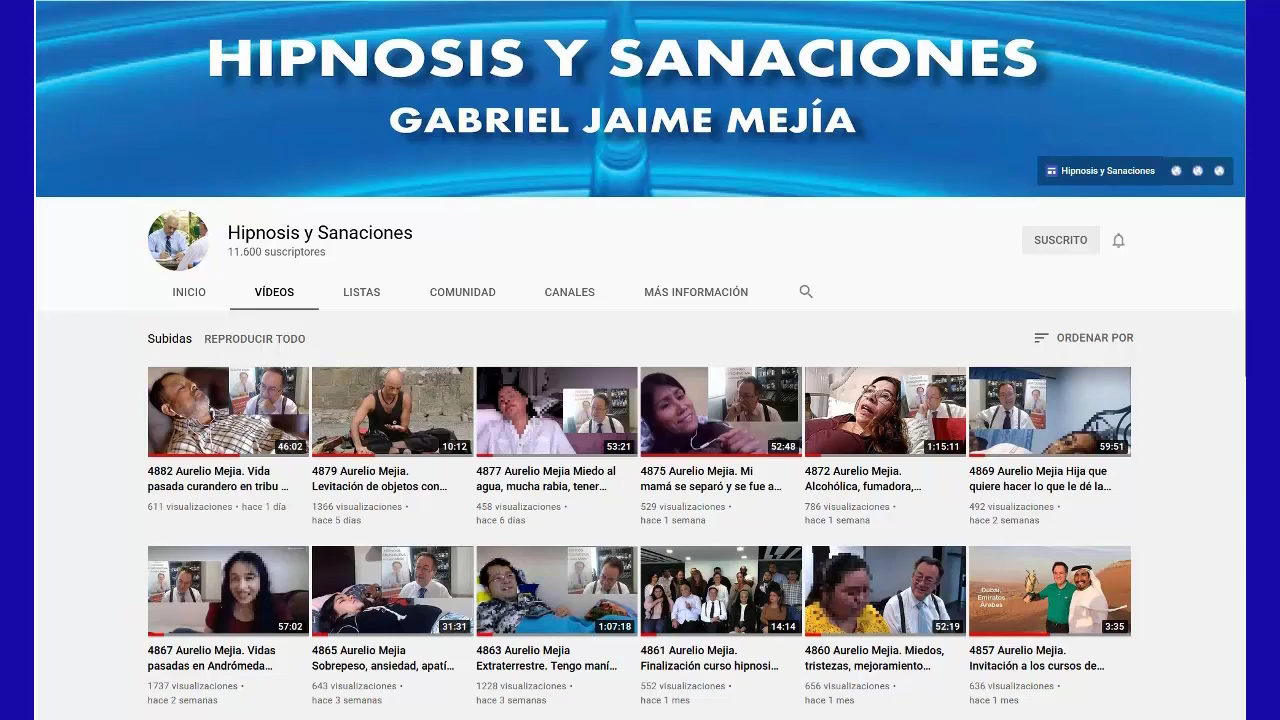 HIPNOSIS Y SANACIONES
GABRIEL JAIME MEJÍA
Hipnosis y Sanaciones
Hipnosis y Sanaciones
11.600 suscriptores
SUSCRITO
INICIO VÍDEOS LISTAS COMUNIDAD CANALES MÁS INFORMACIÓN
Subidas REPRODUCIR TODO ORDENAR POR
46:02
4882 Aurelio Mejia. Vida
pasada curandero en tribu ...
611 visualizaciones •
hace 1 día
10:12
4879 Aurelio Mejia.
Levitación de objetos con...
1366 visualizaciones •
hace 5 días
53:21
4877 Aurelio Mejia Miedo al
agua, mucha rabia, tener...
458 visualizaciones •
hace 6 días
52:48
4875 Aurelio Mejia. Mi
mamá se separó y se fue a...
529 visualizaciones •
hace 1 semana
1:15:11
4872 Aurelio Mejia.
Alcohólica, fumadora,...
786 visualizaciones •
hace 1 semana
59:51
4869 Aurelio Mejia Hija que
quiere hacer lo que le dé la...
492 visualizaciones •
hace 2 semanas
57:02
4867 Aurelio Mejia. Vidas
pasadas en Andrómeda...
1737 visualizaciones •
hace 2 semanas
31:31
4865 Aurelio Mejia
Sobrepeso, ansiedad, apatí...
643 visualizaciones •
hace 3 semanas
1:07:18
4863 Aurelio Mejia
Extraterrestre. Tengo maní...
1228 visualizaciones •
hace 3 semanas
14:14
4861 Aurelio Mejia.
Finalización curso hipnosi...
552 visualizaciones •
hace 1 mes
52:19
4860 Aurelio Mejia. Miedos,
tristezas, mejoramiento...
656 visualizaciones •
hace 1 mes
Dubai,
Emiratos
Arabes
3:35
4857 Aurelio Mejia.
Invitación a los cursos de...
636 visualizaciones •
hace 1 mes